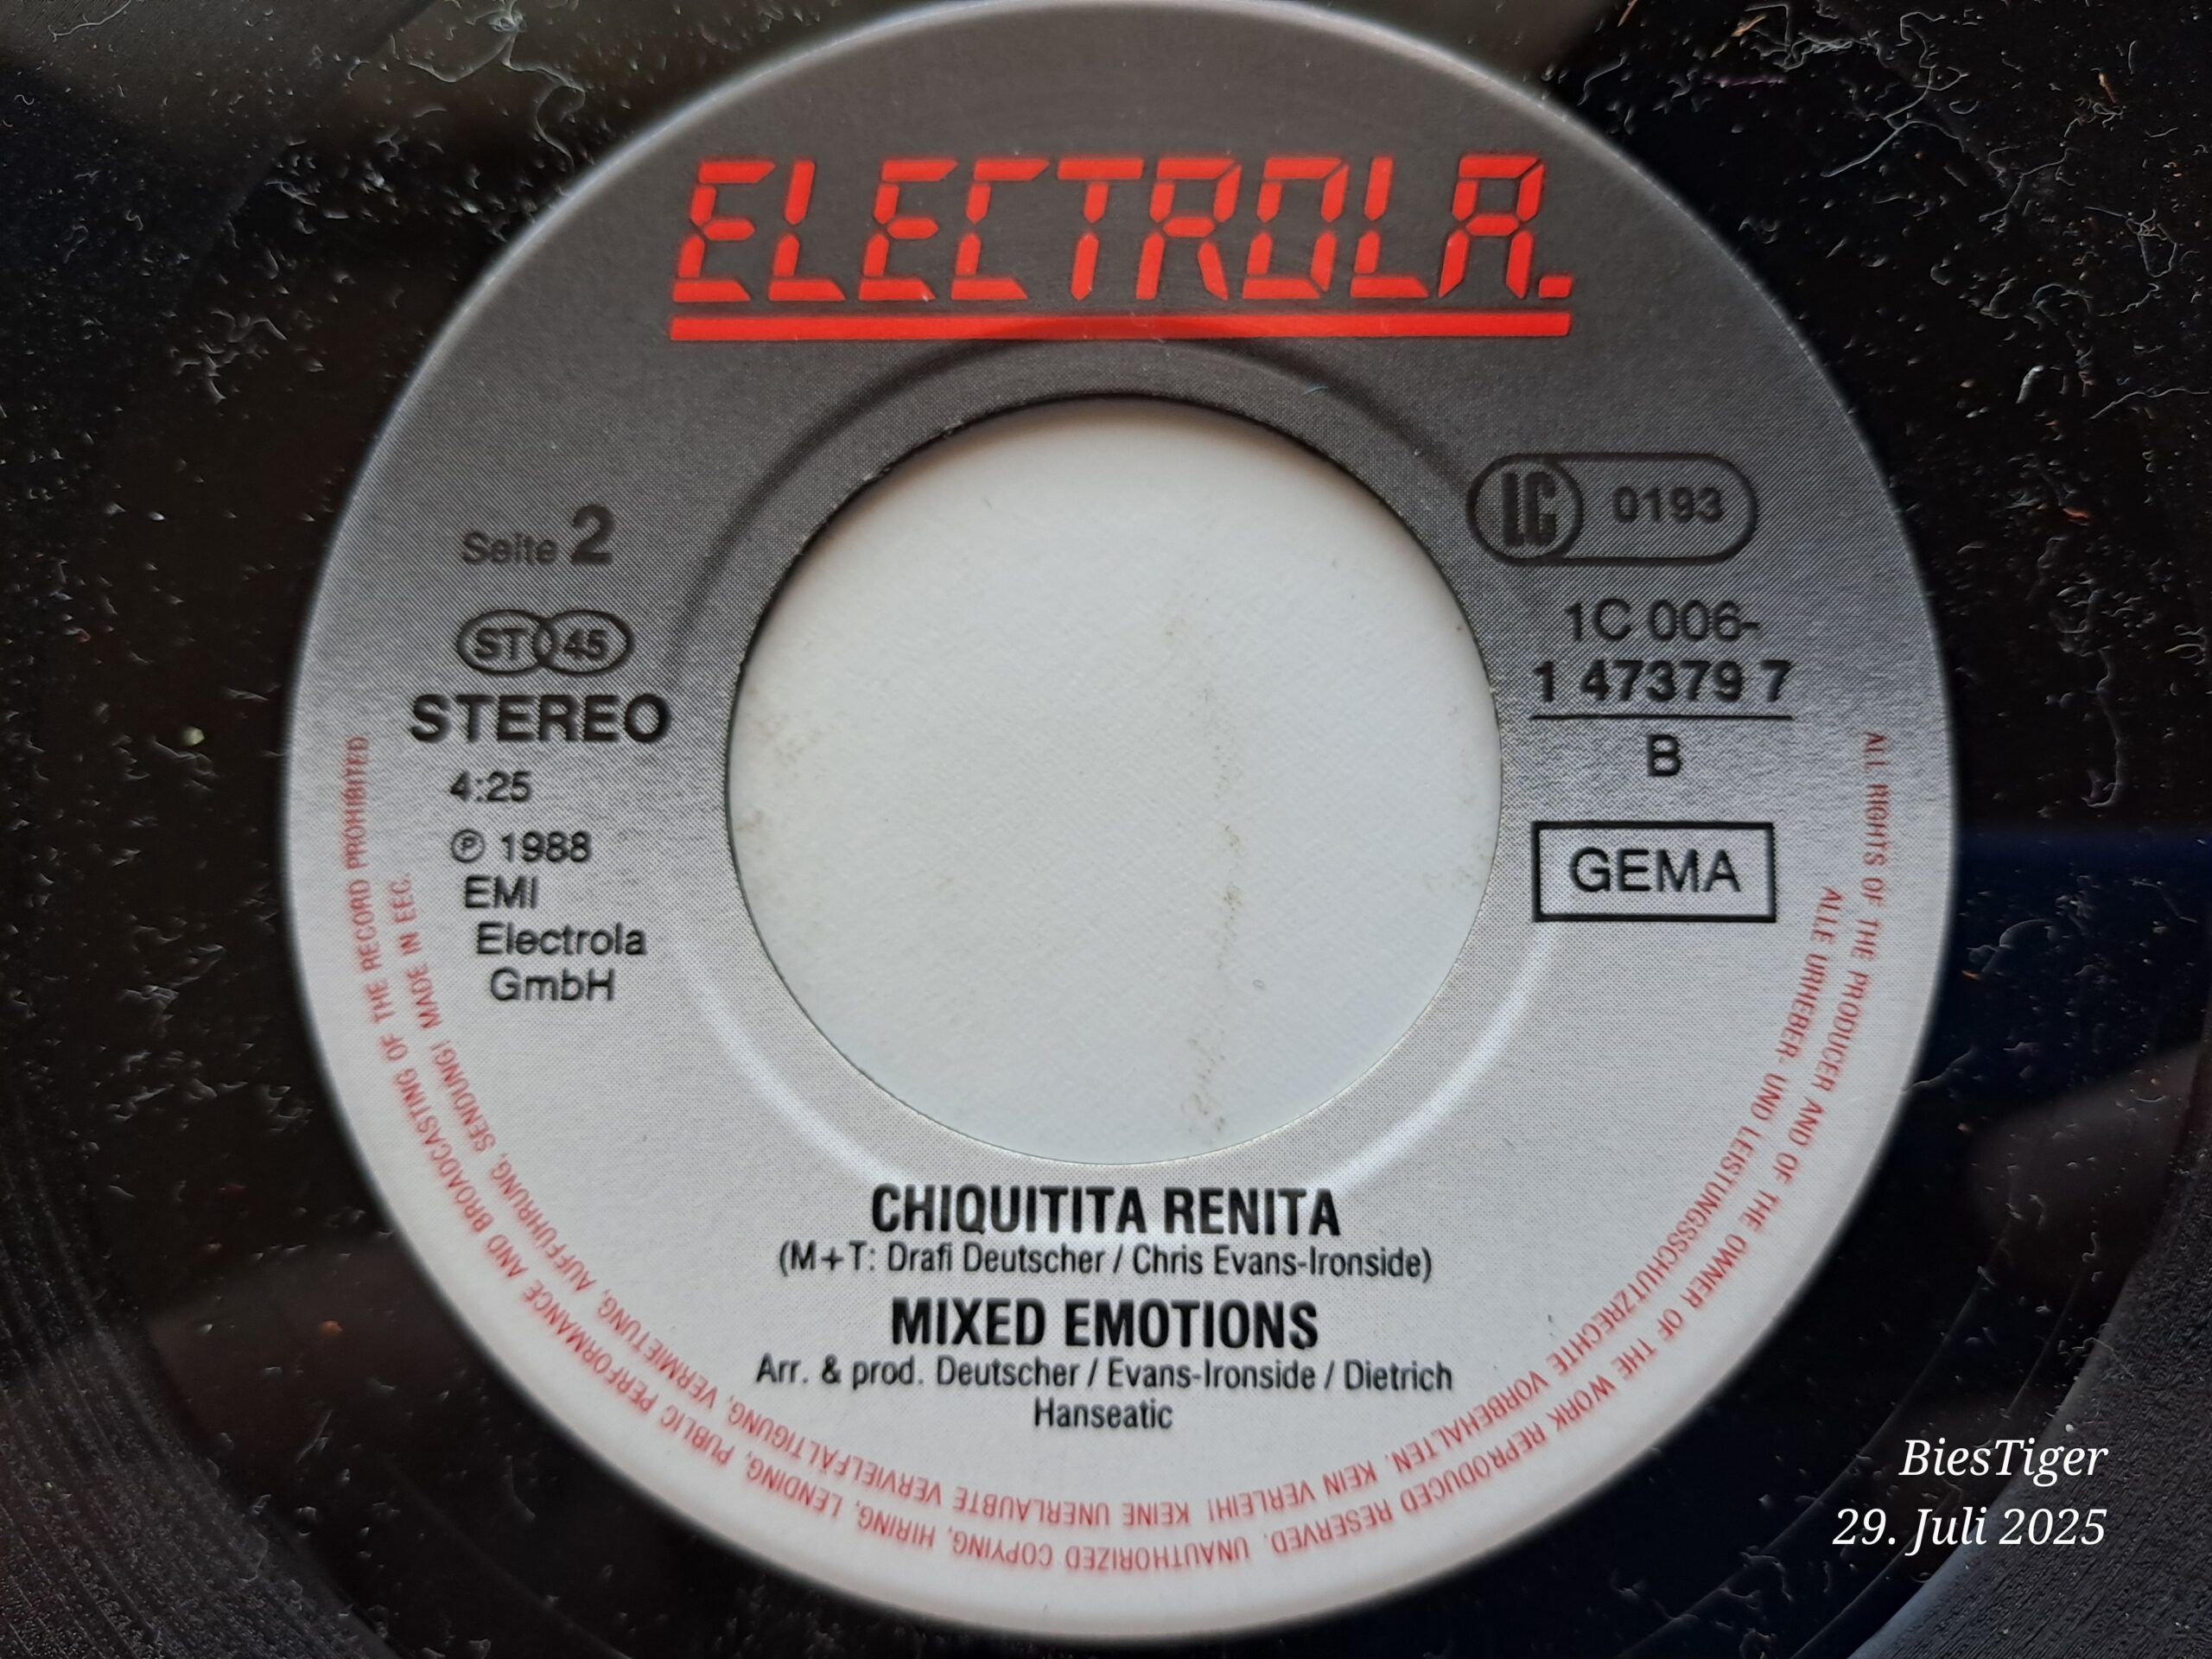 ELECTROLA.
Seite 2
ST 45
STEREO
4:25
℗ 1988
EMI
Electrola
GmbH
LC 0193
1C 006-
1 47379 7
B
GEMA
CHIQUITITA RENITA
(M+T: Drafi Deutscher / Chris Evans-Ironside)
MIXED EMOTIONS
Arr. & prod. Deutscher / Evans-Ironside / Dietrich
Hanseatic
ALL RIGHTS OF THE PRODUCER AND OF THE OWNER OF THE WORK REPRODUCED RESERVED. UNAUTHORIZED COPYING, HIRING, LENDING, PUBLIC PERFORMANCE AND BROADCASTING OF THE RECORD PROHIBITED
ALLE URHEBER- UND LEISTUNGSSCHUTZRECHTE VORBEHALTEN. KEIN VERLEIH! KEINE UNERLAUBTE VERVIELFÄLTIGUNG, VERMIETUNG, AUFFÜHRUNG, SENDUNG! MADE IN EEC.
BiesTiger
29. Juli 2025